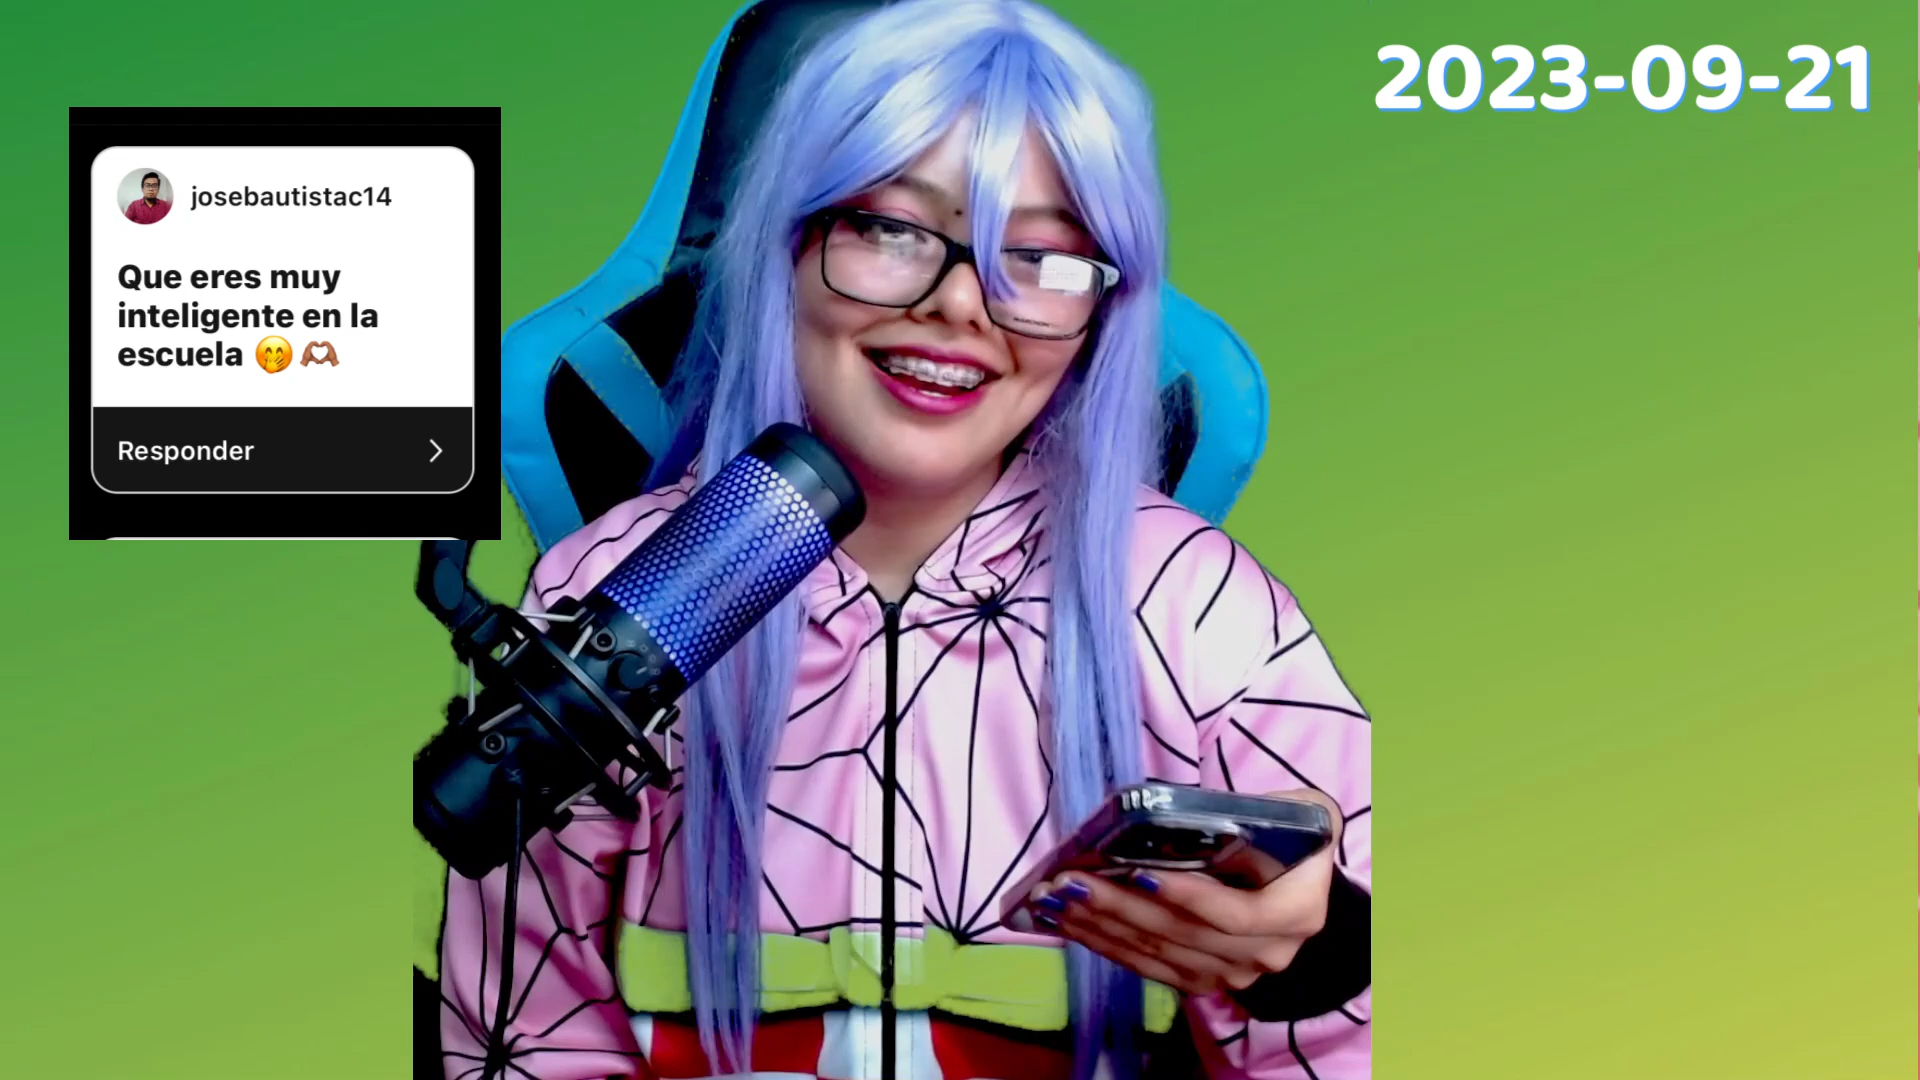 2023-09-21
josebautistac14
Que eres muy
inteligente en la
escuela 🤭🫶🏽
Responder